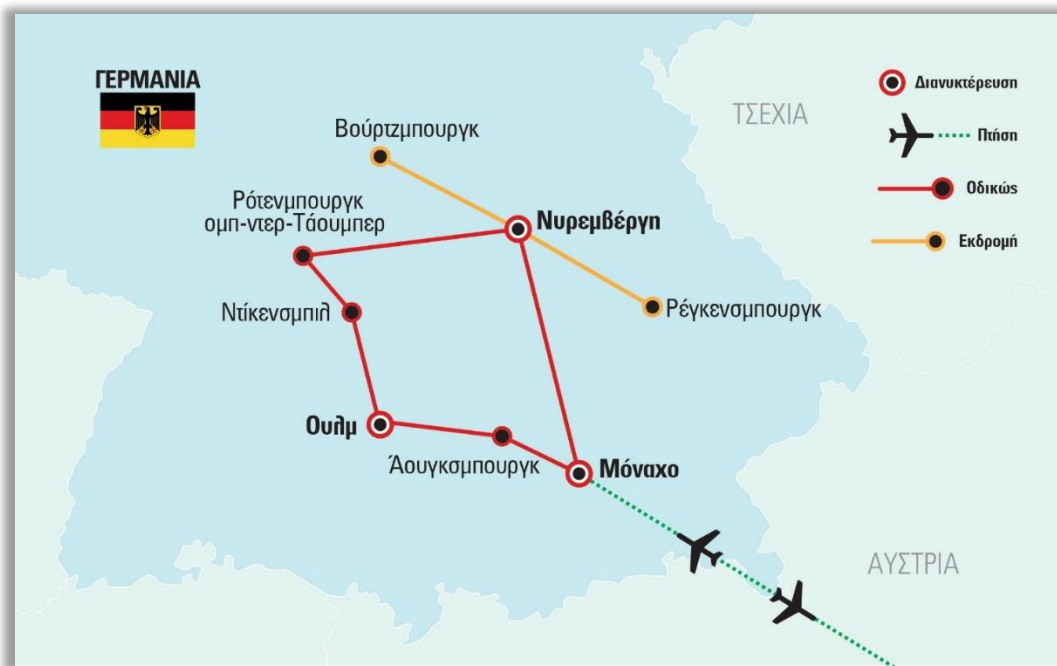 ΓΕΡΜΑΝΙΑ
ΤΣΕΧΙΑ
Διανυκτέρευση
Πτήση
Οδικώς
Εκδρομή
Βούρτζμπουργκ
Ρότενμπουργκ
ομπ-ντερ-Τάουμπερ
Νυρεμβέργη
Ντίκενσμπιλ
Ρέγκενσμπουργκ
Ουλμ
Άουγκσμπουργκ
Μόναχο
ΑΥΣΤΡΙΑ